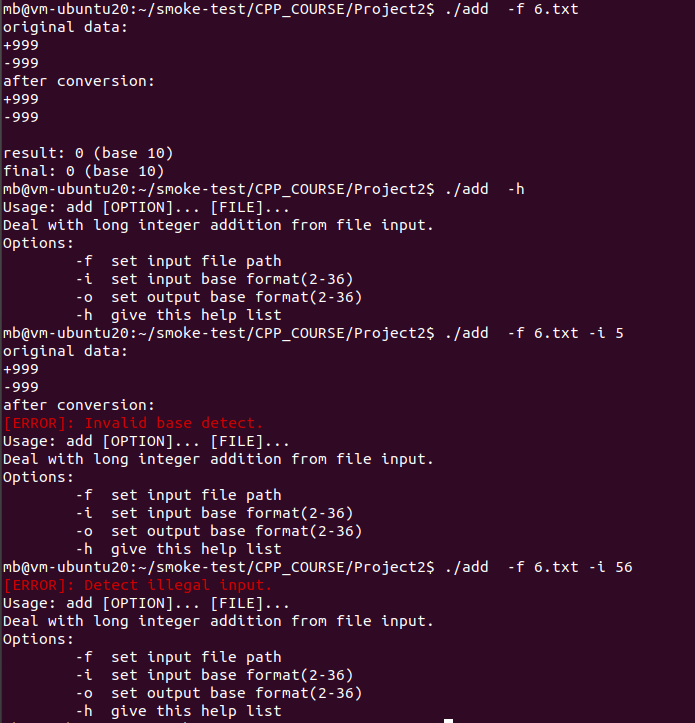 mb@vm-ubuntu20:~/smoke-test/CPP_COURSE/Project2$ ./add  -f 6.txt
original data:
+999
-999
after conversion:
+999
-999

result: 0 (base 10)
final: 0 (base 10)
mb@vm-ubuntu20:~/smoke-test/CPP_COURSE/Project2$ ./add  -h
Usage: add [OPTION]... [FILE]...
Deal with long integer addition from file input.
Options:
        -f  set input file path
        -i  set input base format(2-36)
        -o  set output base format(2-36)
        -h  give this help list
mb@vm-ubuntu20:~/smoke-test/CPP_COURSE/Project2$ ./add  -f 6.txt -i 5
original data:
+999
-999
after conversion:
[ERROR]: Invalid base detect.
Usage: add [OPTION]... [FILE]...
Deal with long integer addition from file input.
Options:
        -f  set input file path
        -i  set input base format(2-36)
        -o  set output base format(2-36)
        -h  give this help list
mb@vm-ubuntu20:~/smoke-test/CPP_COURSE/Project2$ ./add  -f 6.txt -i 56
[ERROR]: Detect illegal input.
Usage: add [OPTION]... [FILE]...
Deal with long integer addition from file input.
Options:
        -f  set input file path
        -i  set input base format(2-36)
        -o  set output base format(2-36)
        -h  give this help list